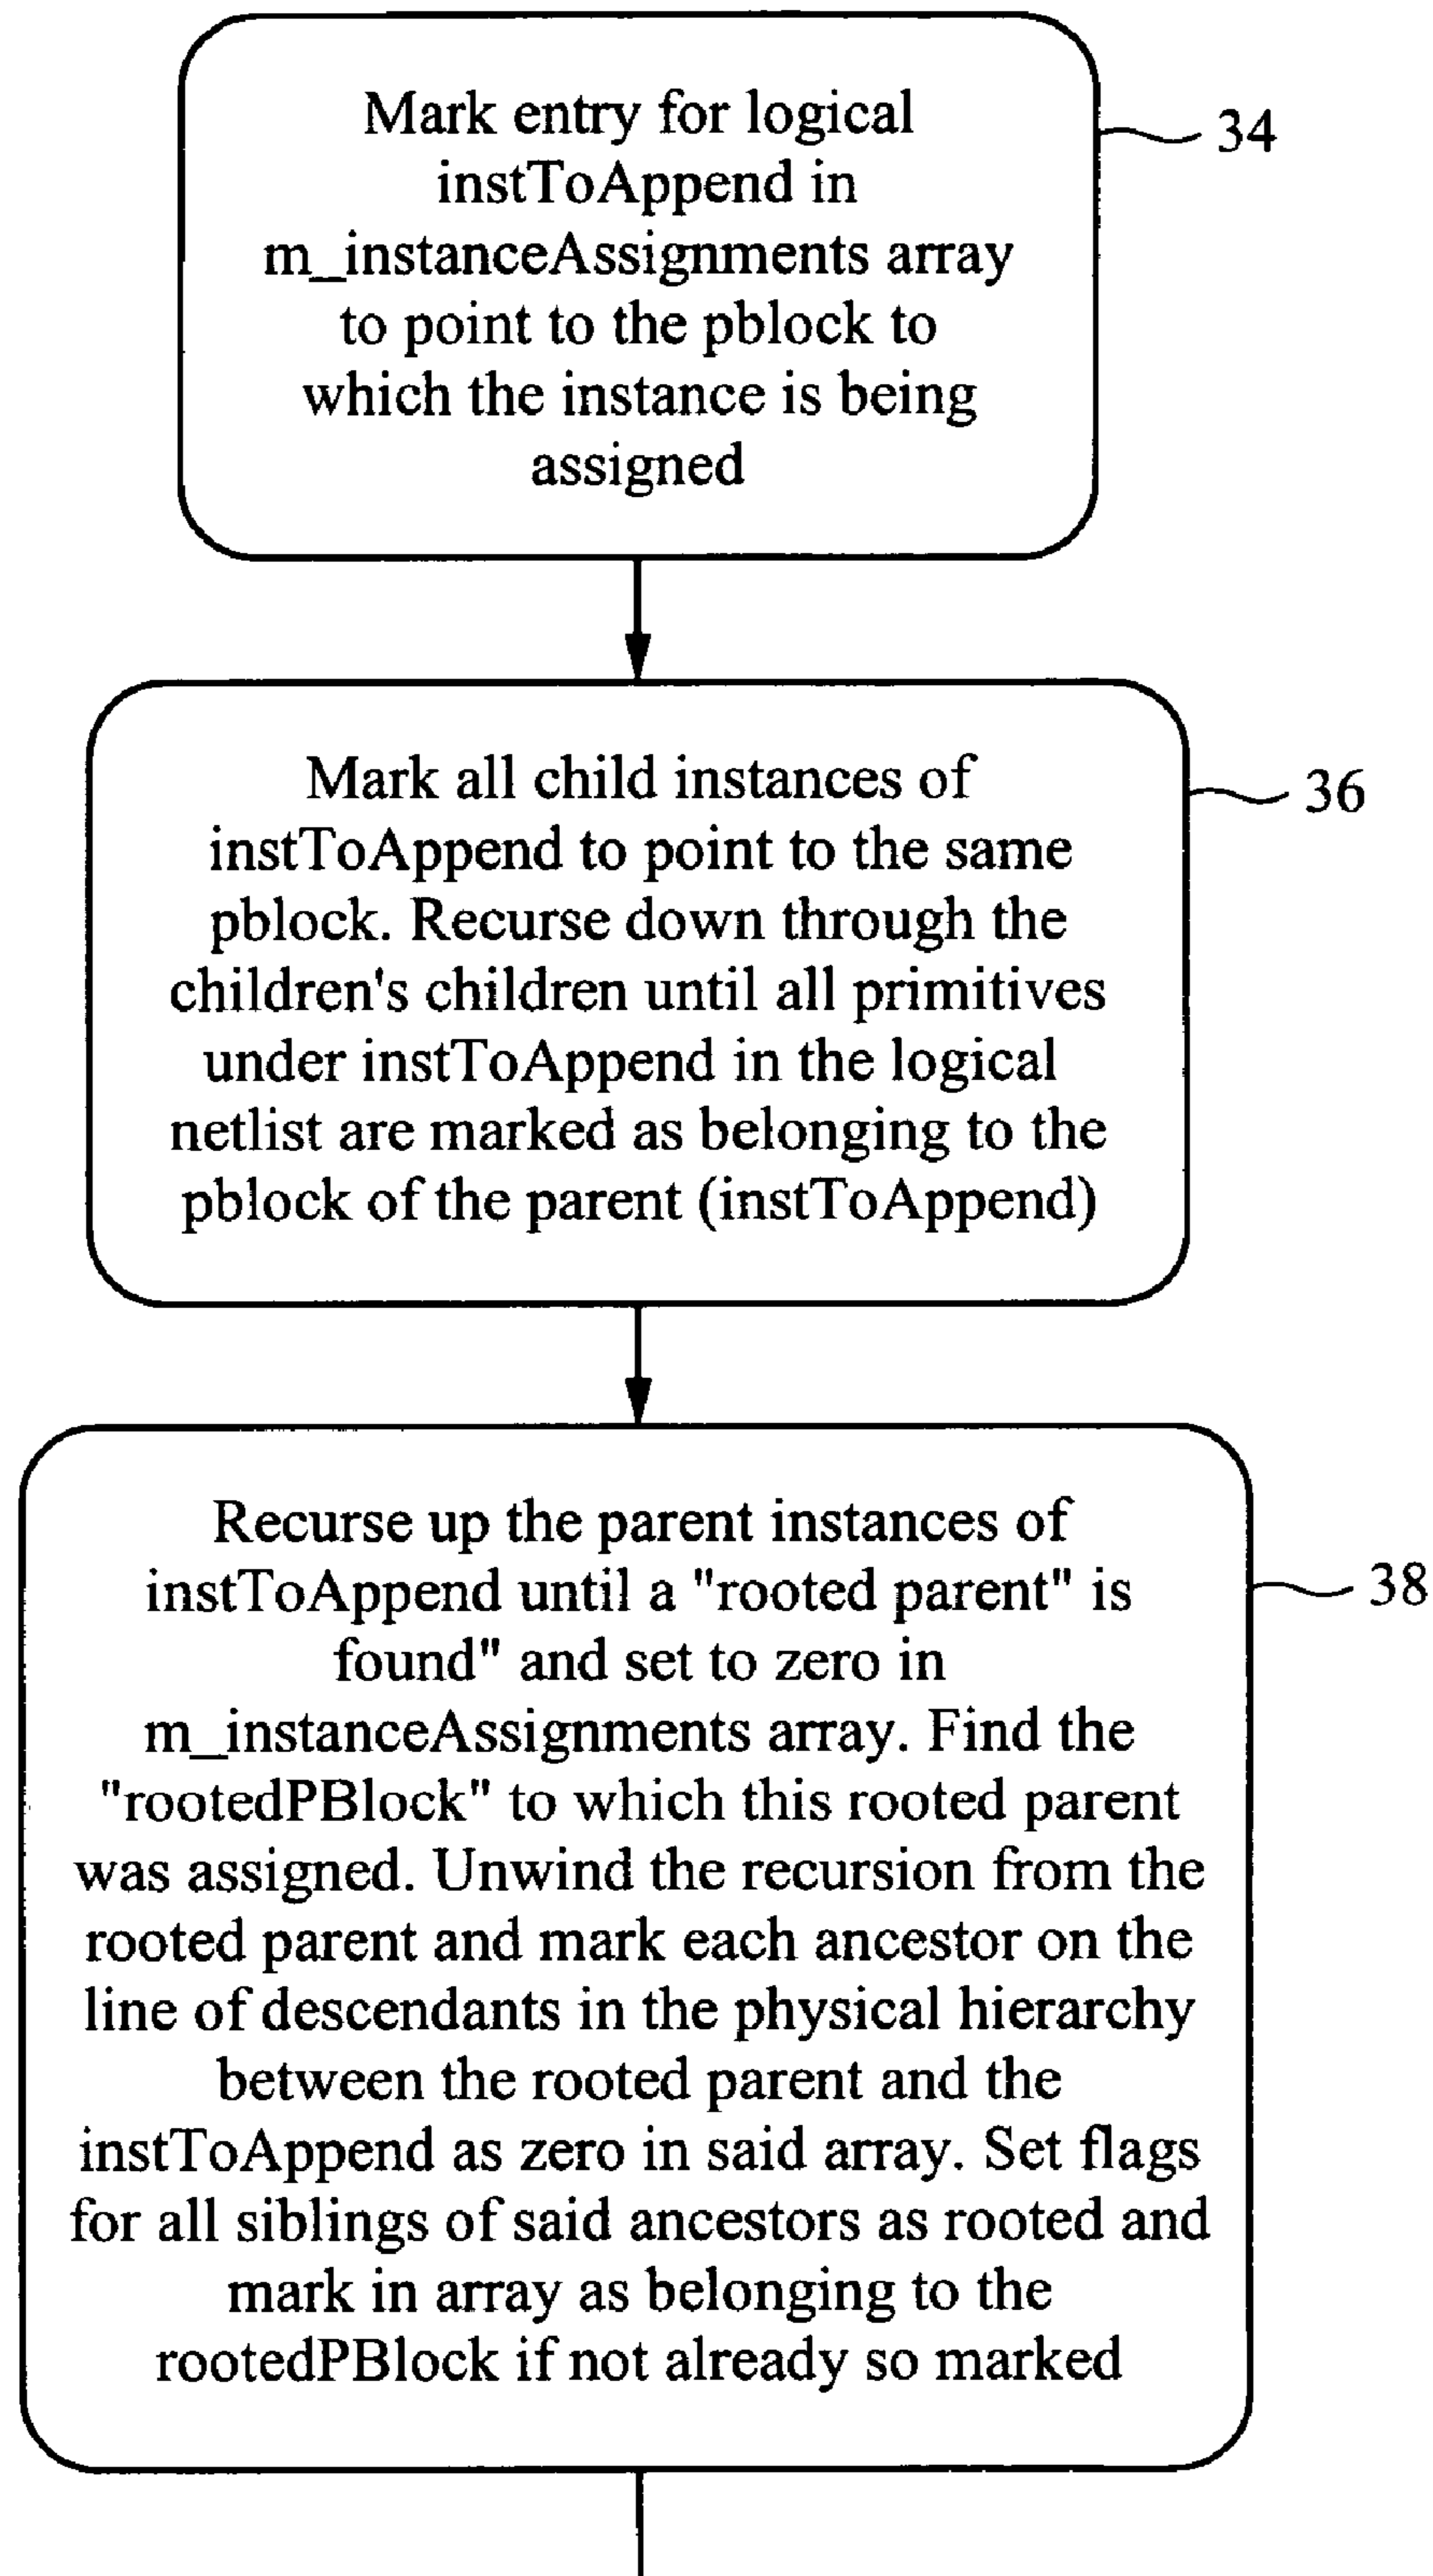 Mark entry for logical
instToAppend in
m_instanceAssignments array
to point to the pblock to
which the instance is being
assigned
34
Mark all child instances of
instToAppend to point to the same
pblock. Recurse down through the
children's children until all primitives
under instToAppend in the logical
netlist are marked as belonging to the
pblock of the parent (instToAppend)
36
Recurse up the parent instances of
instToAppend until a "rooted parent" is
found" and set to zero in
m_instanceAssignments array. Find the
"rootedPBlock" to which this rooted parent
was assigned. Unwind the recursion from the
rooted parent and mark each ancestor on the
line of descendants in the physical hierarchy
between the rooted parent and the
instToAppend as zero in said array. Set flags
for all siblings of said ancestors as rooted and
mark in array as belonging to the
rootedPBlock if not already so marked
38